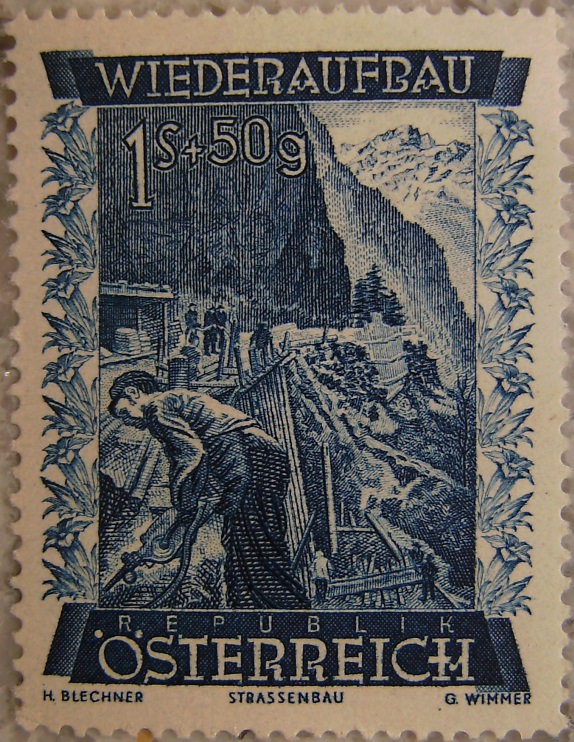 WIEDERAUFBAU
1S+50g
REPUBLIK
ÖSTERREICH
H. BLECHNER STRASSENBAU G. WIMMER